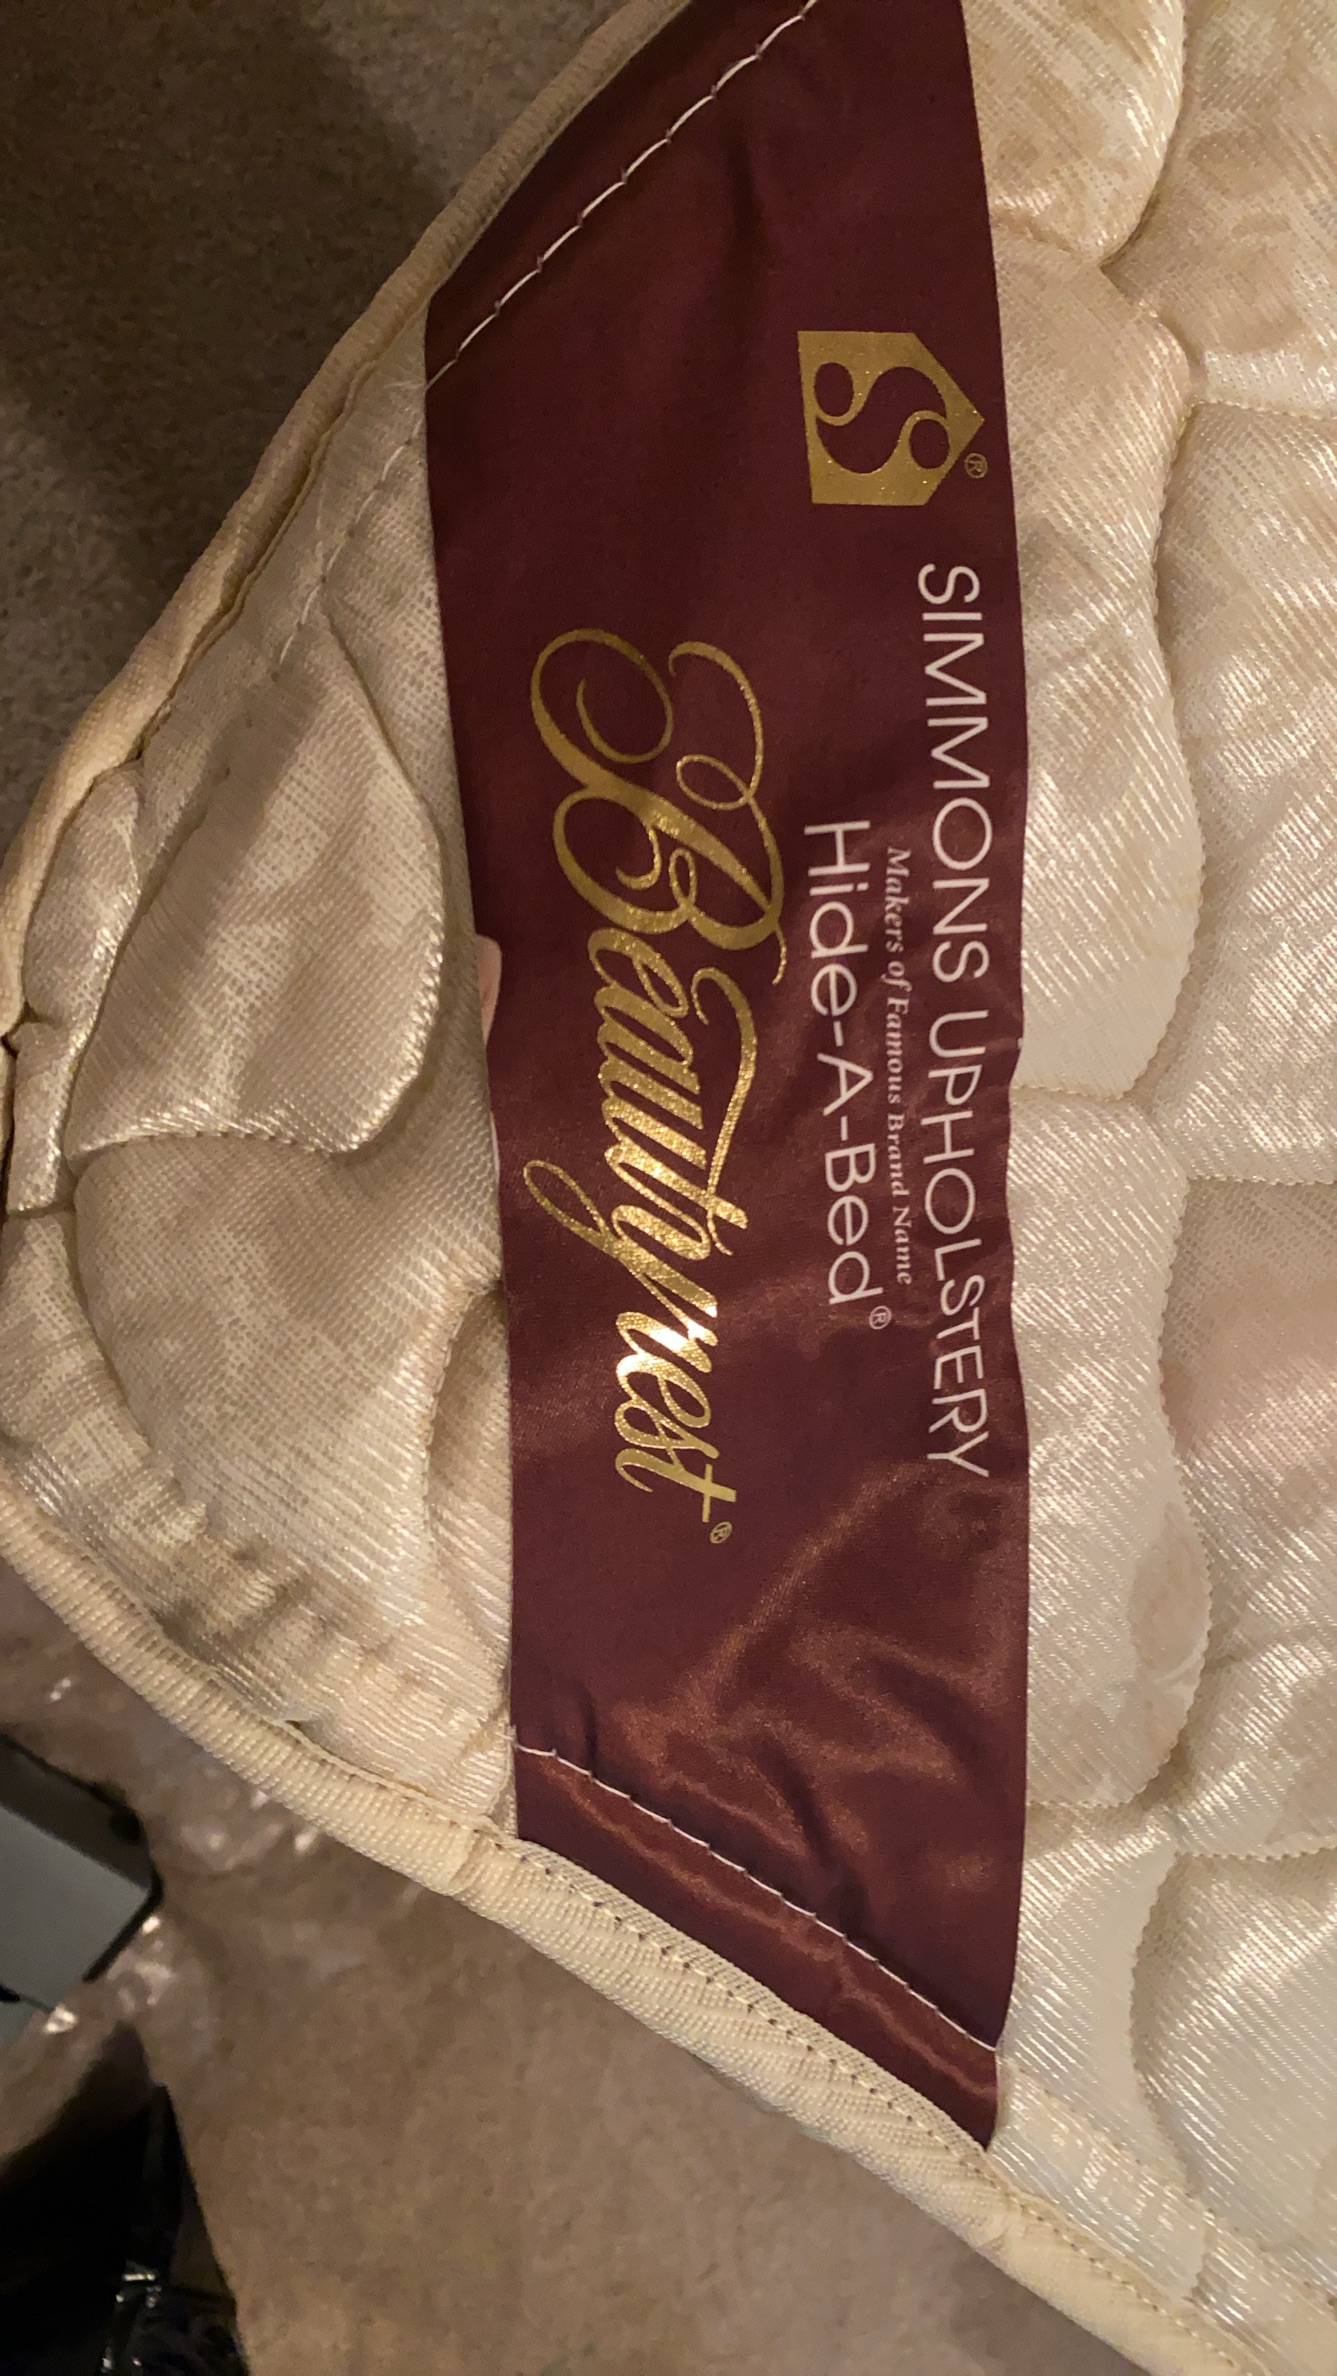 S®
SIMMONS UPHOLSTERY
Makers of Famous Brand Name
Hide-A-Bed®
Beautyrest®